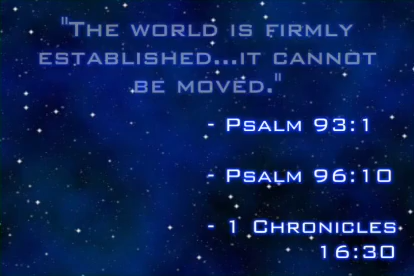 "The world is firmly
established...it cannot
be moved."
- Psalm 93:1
- Psalm 96:10
- 1 Chronicles
16:30